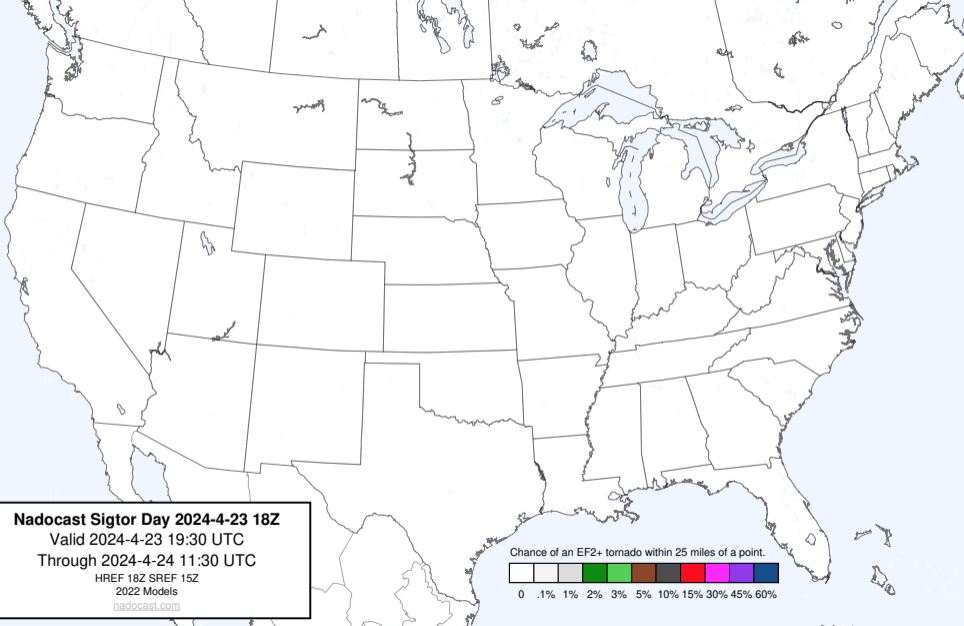 Nadocast Sigtor Day 2024-4-23 18Z
Valid 2024-4-23 19:30 UTC
Through 2024-4-24 11:30 UTC
HREF 18Z SREF 15Z
2022 Models
nadocast.com
Chance of an EF2+ tornado within 25 miles of a point.
0 .1% 1% 2% 3% 5% 10% 15% 30% 45% 60%